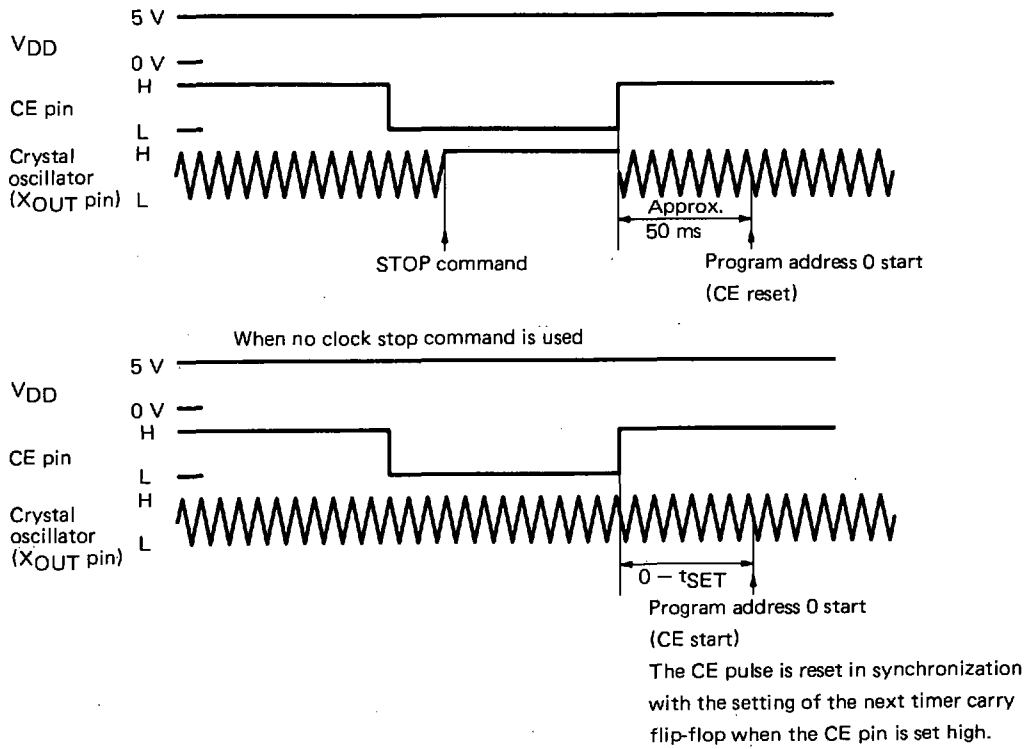 5 V
VDD
0 V
H
CE pin
L
Crystal
oscillator
(XOUT pin)
H
L
Approx.
50 ms
STOP command
Program address 0 start
(CE reset)
When no clock stop command is used
5 V
VDD
0 V
H
CE pin
L
H
Crystal
oscillator
(XOUT pin)
L
0 – tSET
Program address 0 start
(CE start)
The CE pulse is reset in synchronization
with the setting of the next timer carry
flip-flop when the CE pin is set high.